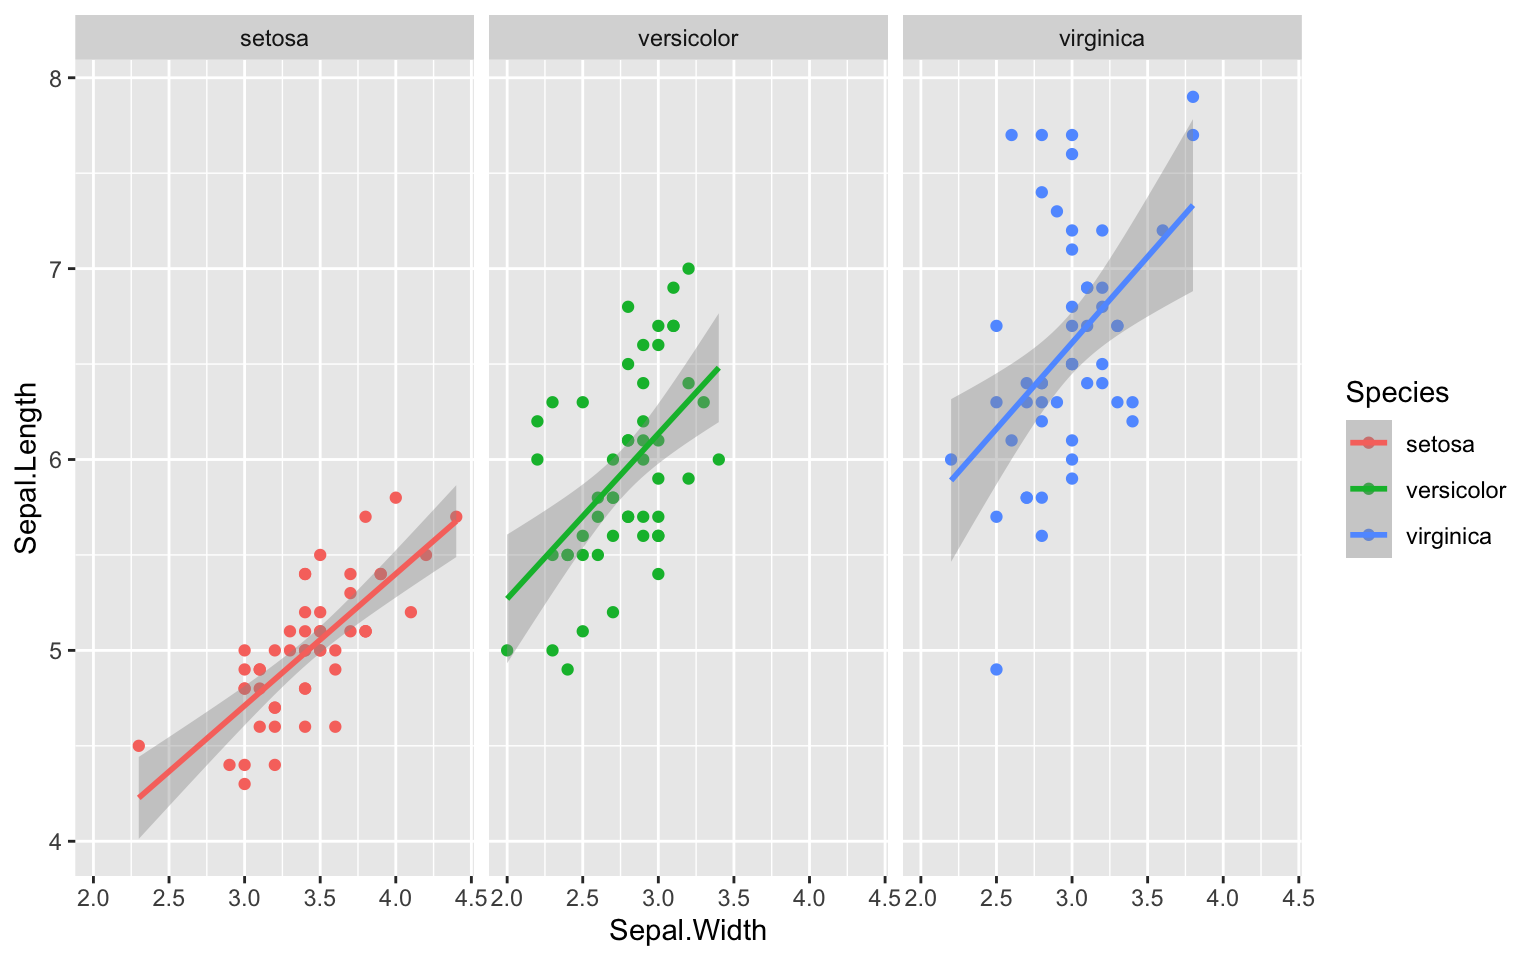 setosa versicolor virginica
8
7
6
5
4
Sepal.Length
2.0 2.5 3.0 3.5 4.0 4.5 2.0 2.5 3.0 3.5 4.0 4.5 2.0 2.5 3.0 3.5 4.0 4.5
Sepal.Width
Species
setosa
versicolor
virginica